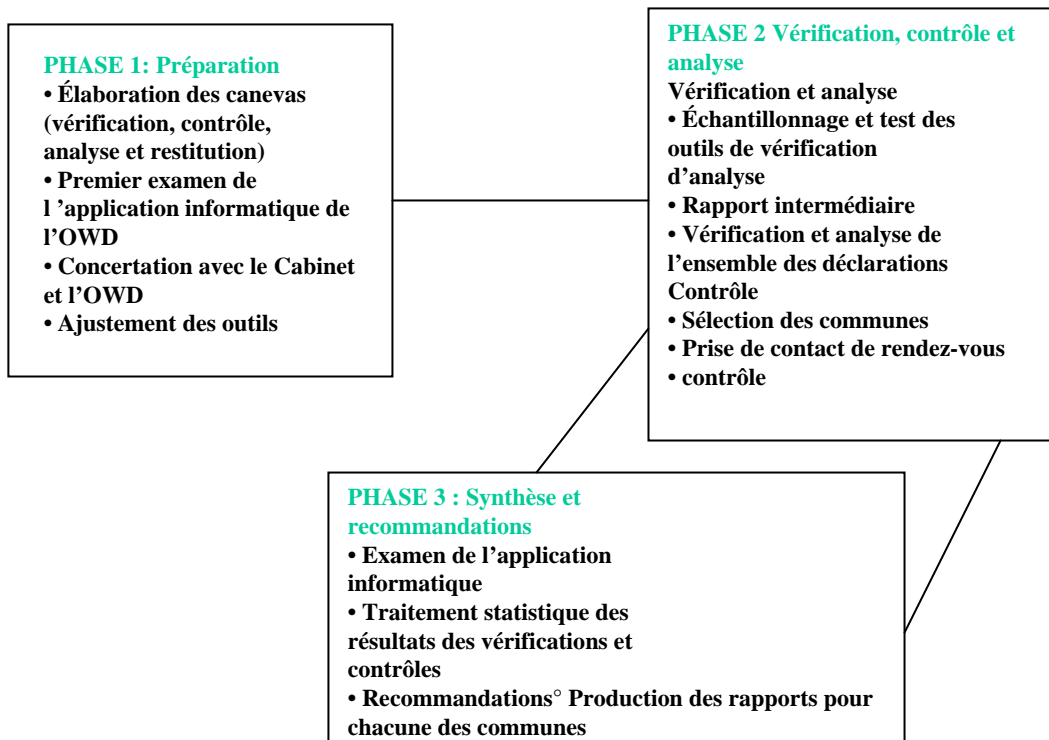 PHASE 1: Préparation
• Élaboration des canevas
(vérification, contrôle,
analyse et restitution)
• Premier examen de
l ’application informatique de
l’OWD
• Concertation avec le Cabinet
et l’OWD
• Ajustement des outils
PHASE 2 Vérification, contrôle et
analyse
Vérification et analyse
• Échantillonnage et test des
outils de vérification
d’analyse
• Rapport intermédiaire
• Vérification et analyse de
l’ensemble des déclarations
Contrôle
• Sélection des communes
• Prise de contact de rendez-vous
• contrôle
PHASE 3 : Synthèse et
recommandations
• Examen de l’application
informatique
• Traitement statistique des
résultats des vérifications et
contrôles
• Recommandations° Production des rapports pour
chacune des communes